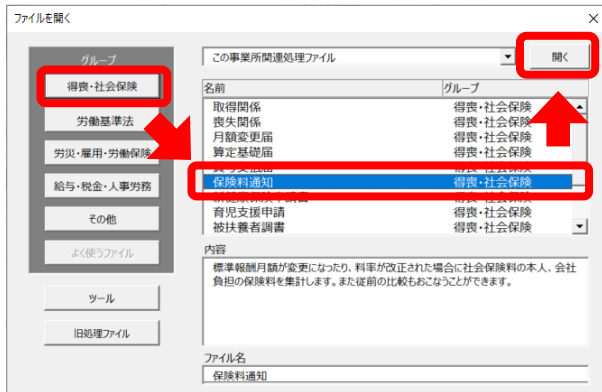 ファイルを開く
×
グループ
得喪・社会保険
労働基準法
労災・雇用・労働保険
給与・税金・人事労務
その他
よく使うファイル
ツール
旧処理ファイル
この事業所関連処理ファイル
開く
名前 グループ
取得関係 得喪・社会保険
喪失関係 得喪・社会保険
月額変更届 得喪・社会保険
算定基礎届 得喪・社会保険
保険料通知 得喪・社会保険
育児支援申請 得喪・社会保険
被扶養者調書 得喪・社会保険
内容
標準報酬月額が変更になったり、料率が改正された場合に社会保険料の本人、会社
負担の保険料を集計します。また従前の比較もおこなうことができます。
ファイル名
保険料通知